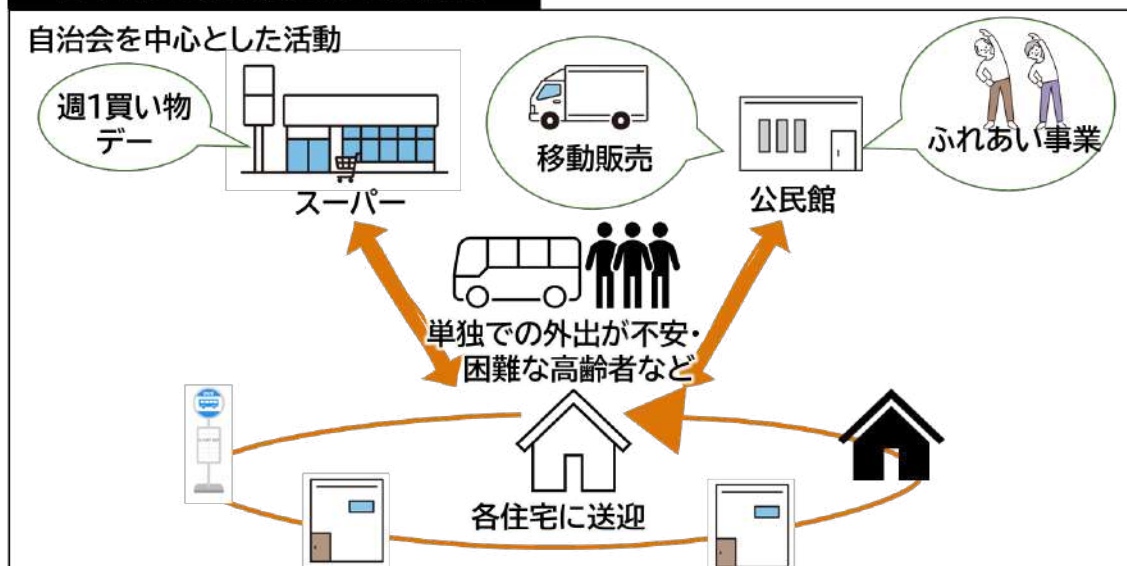 自治会を中心とした活動
週1買い物
デー
スーパー
移動販売
公民館
ふれあい事業
単独での外出が不安・
困難な高齢者など
各住宅に送迎